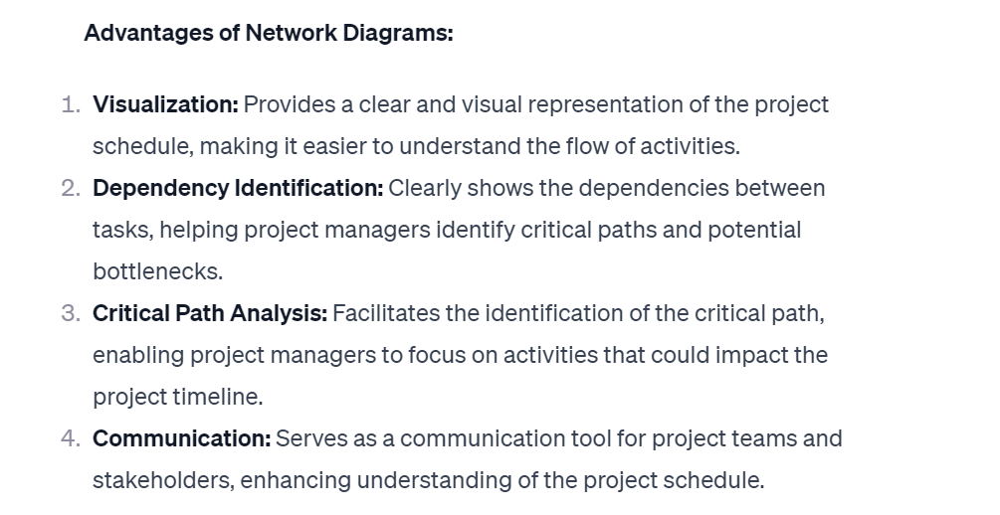 Advantages of Network Diagrams:
1. Visualization: Provides a clear and visual representation of the project
schedule, making it easier to understand the flow of activities.
2. Dependency Identification: Clearly shows the dependencies between
tasks, helping project managers identify critical paths and potential
bottlenecks.
3. Critical Path Analysis: Facilitates the identification of the critical path,
enabling project managers to focus on activities that could impact the
project timeline.
4. Communication: Serves as a communication tool for project teams and
stakeholders, enhancing understanding of the project schedule.